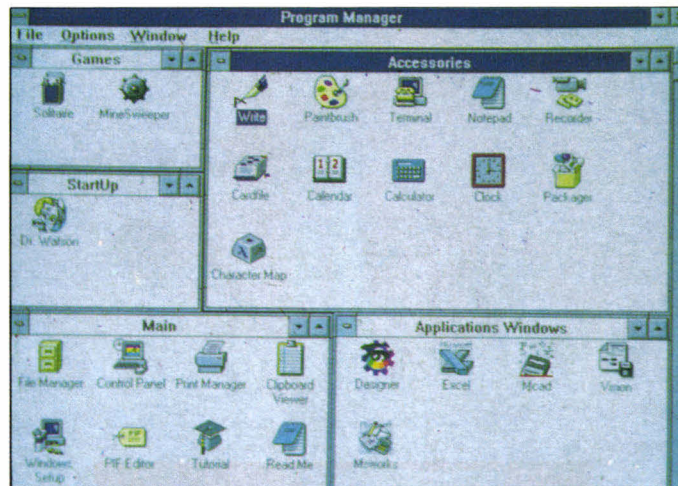 Program Manager
File Options Window Help
Games
Solitaire MineSweeper
Accessories
Write Paintbrush Terminal Notepad Recorder
Cardfile Calendar Calculator Clock Packager
Character Map
StartUp
Dr. Watson
Main
File Manager Control Panel Print Manager Clipboard
Viewer
Windows
Setup PIF Editor Tutorial Read Me
Applications Windows
Designer Excel Mcad Vision
Msworks